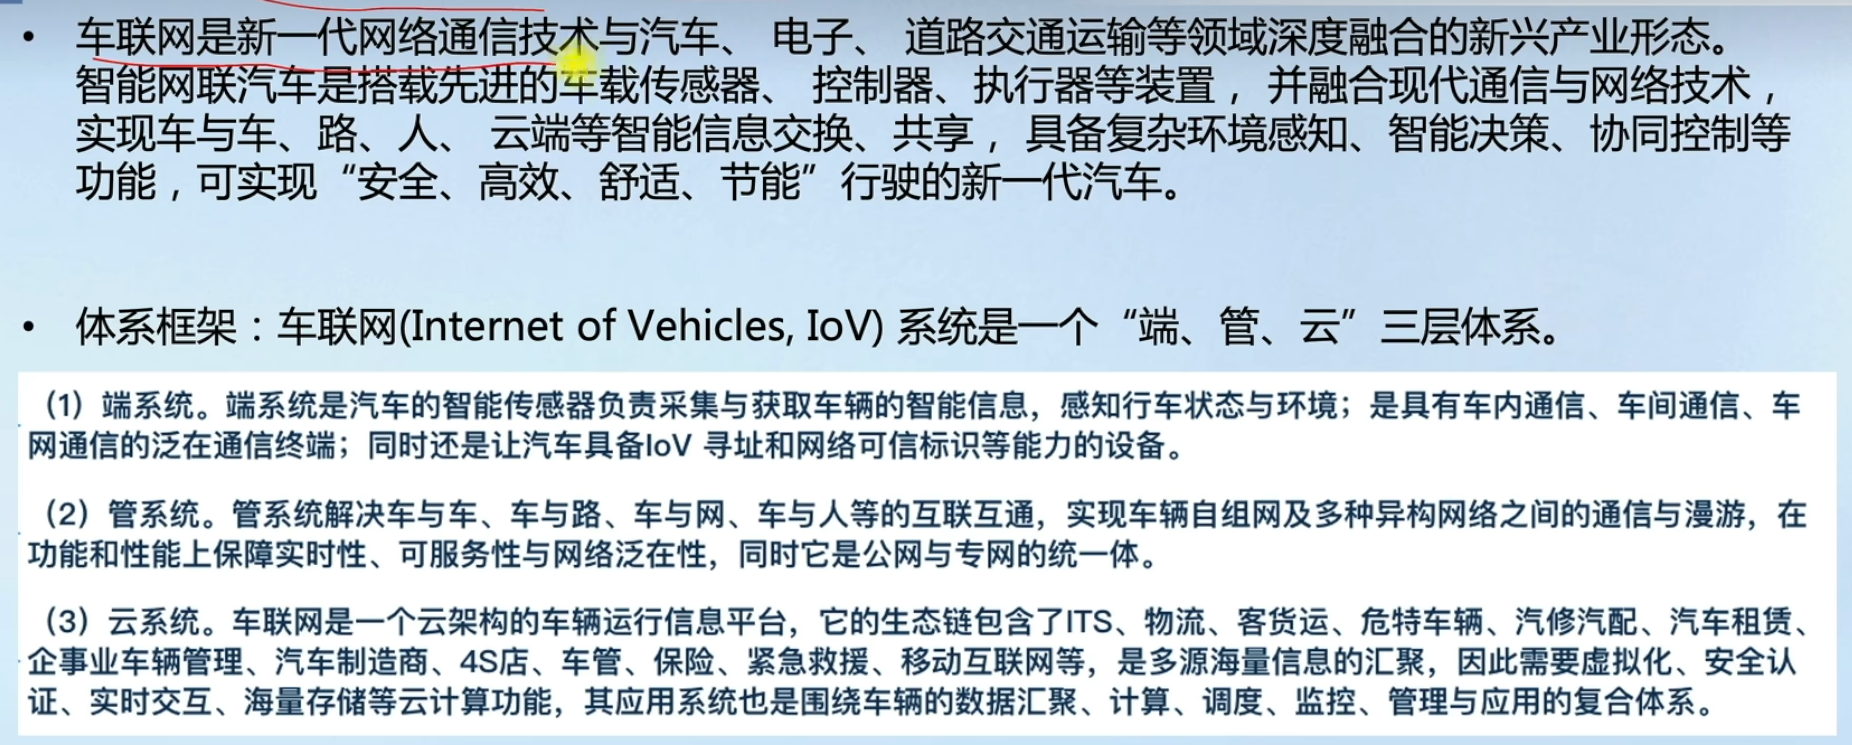 • 车联网是新一代网络通信技术与汽车、 电子、 道路交通运输等领域深度融合的新兴产业形态。
智能网联汽车是搭载先进的车载传感器、 控制器、执行器等装置，并融合现代通信与网络技术，
实现车与车、路、人、 云端等智能信息交换、共享，具备复杂环境感知、智能决策、协同控制等
功能，可实现“安全、高效、舒适、节能”行驶的新一代汽车。
• 体系框架：车联网(Internet of Vehicles, IoV) 系统是一个“端、管、云”三层体系。
（1）端系统。端系统是汽车的智能传感器负责采集与获取车辆的智能信息，感知行车状态与环境；是具有车内通信、车间通信、车
网通信的泛在通信终端；同时还是让汽车具备IoV 寻址和网络可信标识等能力的设备。
（2）管系统。管系统解决车与车、车与路、车与网、车与人等的互联互通，实现车辆自组网及多种异构网络之间的通信与漫游，在
功能和性能上保障实时性、可服务性与网络泛在性，同时它是公网与专网的统一体。
（3）云系统。车联网是一个云架构的车辆运行信息平台，它的生态链包含了ITS、物流、客货运、危特车辆、汽修汽配、汽车租赁、
企事业车辆管理、汽车制造商、4S店、车管、保险、紧急救援、移动互联网等，是多源海量信息的汇聚，因此需要虚拟化、安全认
证、实时交互、海量存储等云计算功能，其应用系统也是围绕车辆的数据汇聚、计算、调度、监控、管理与应用的复合体系。